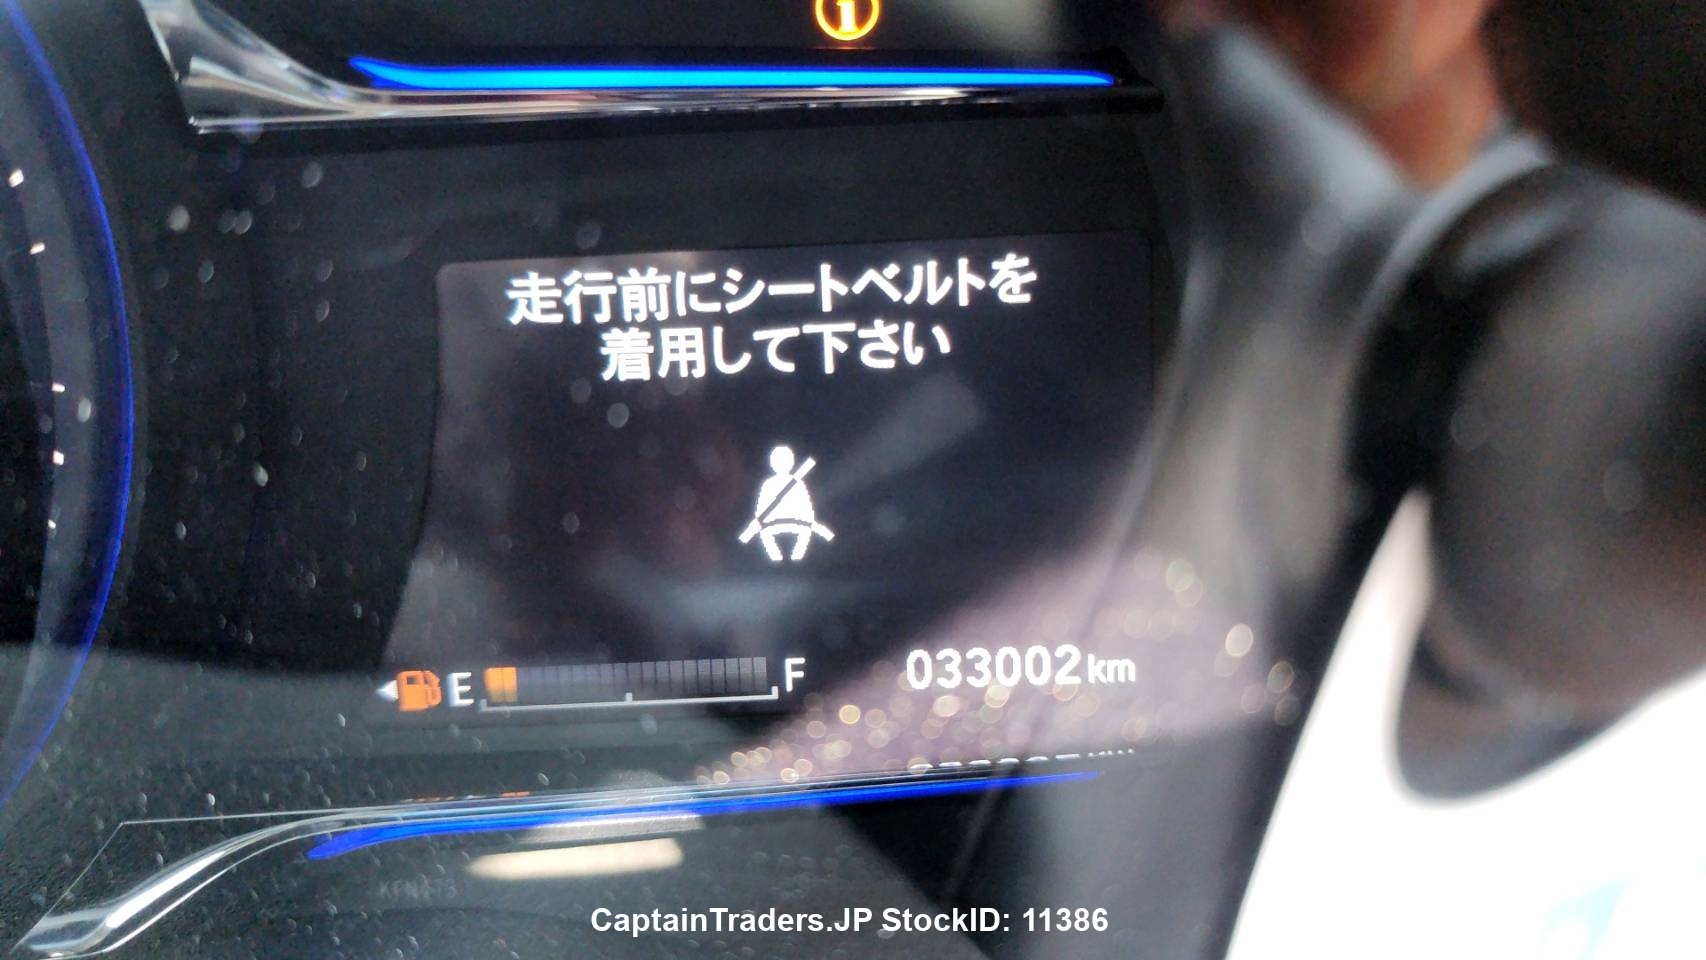 走行前にシートベルトを
着用して下さい
E F 033002km
CaptainTraders.JP StockID: 11386